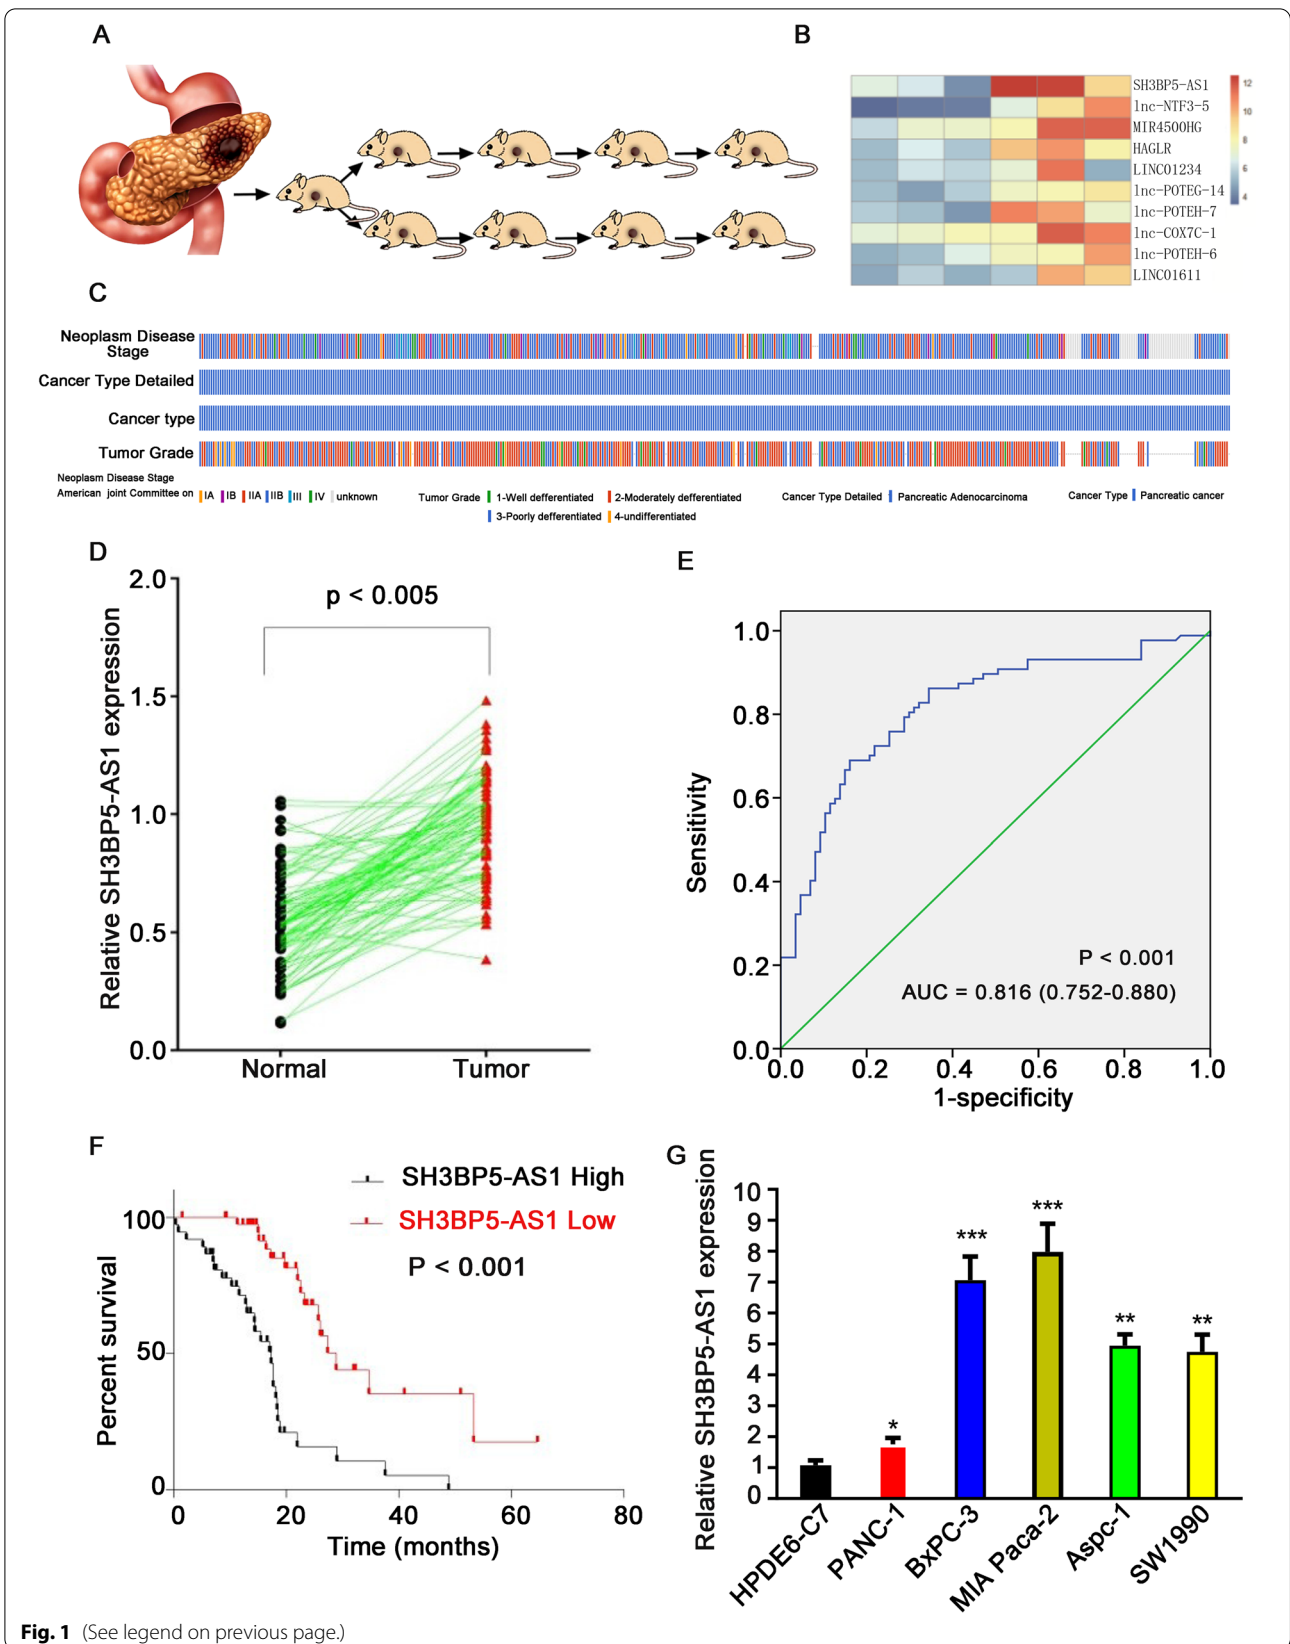 A
B
SH3BP5-AS1
lnc-NTF3-5
MIR4500HG
HAGLR
LINC01234
lnc-POTEG-14
lnc-POTEH-7
lnc-COX7C-1
lnc-POTEH-6
LINC01611
12
10
8
6
4
C
Neoplasm Disease
Stage
Cancer Type Detailed
Cancer type
Tumor Grade
Neoplasm Disease Stage
American joint Committee on IA IB IIA IIB III IV unknown
Tumor Grade 1-Well defferentiated 2-Moderately defferentiated
3-Poorly defferentiated 4-undifferentiated
Cancer Type Detailed Pancreatic Adenocarcinoma
Cancer Type Pancreatic cancer
D
Relative SH3BP5-AS1 expression
2.0
1.5
1.0
0.5
0.0
p < 0.005
Normal Tumor
E
Sensitivity
1.0
0.8
0.6
0.4
0.2
0.0
P < 0.001
AUC = 0.816 (0.752-0.880)
0.0 0.2 0.4 0.6 0.8 1.0
1-specificity
F
SH3BP5-AS1 High
SH3BP5-AS1 Low
P < 0.001
Percent survival
100
50
0
0 20 40 60 80
Time (months)
G
Relative SH3BP5-AS1 expression
10
9
8
7
6
5
4
3
2
1
0
*
***
***
**
**
HPDE6-C7
PANC-1
BxPC-3
MIA Paca-2
Aspc-1
SW1990
Fig. 1 (See legend on previous page.)